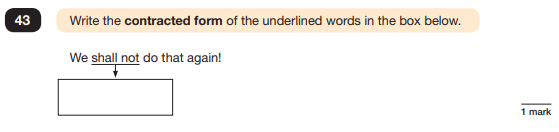 43 Write the contracted form of the underlined words in the box below.
We shall not do that again!
1 mark